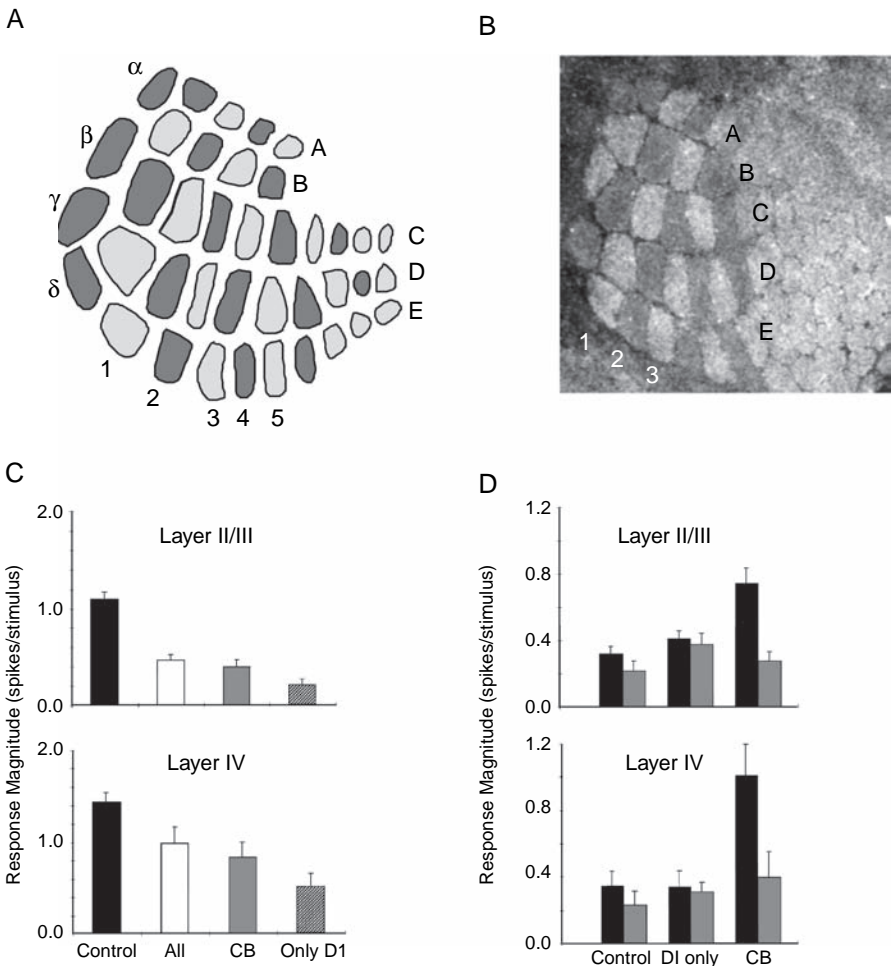 A
α
β
γ
δ
A
B
C
D
E
1
2
3 4 5
B
A
B
C
D
E
1
2
3
C
Response Magnitude (spikes/stimulus)
2.0
1.0
0.0
Layer II/III
2.0
1.0
0.0
Layer IV
Control All CB Only D1
D
Response Magnitude (spikes/stimulus)
1.2
0.8
0.4
0.0
Layer II/III
1.2
0.8
0.4
0.0
Layer IV
Control DI only CB